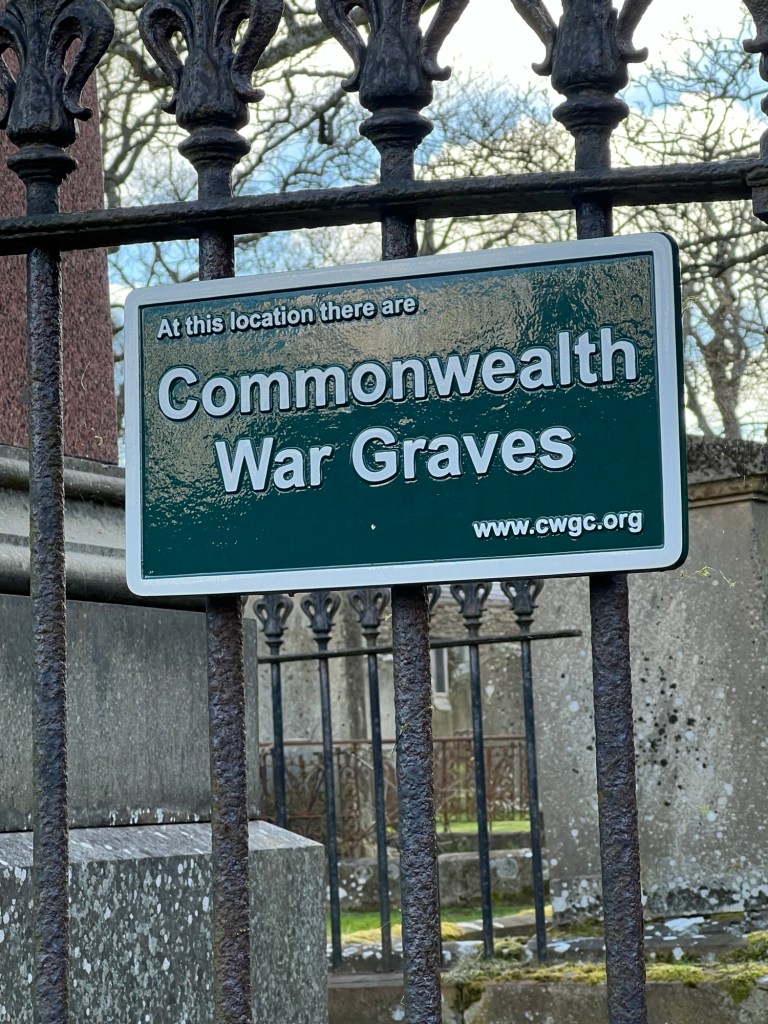 At this location there are
Commonwealth
War Graves
www.cwgc.org